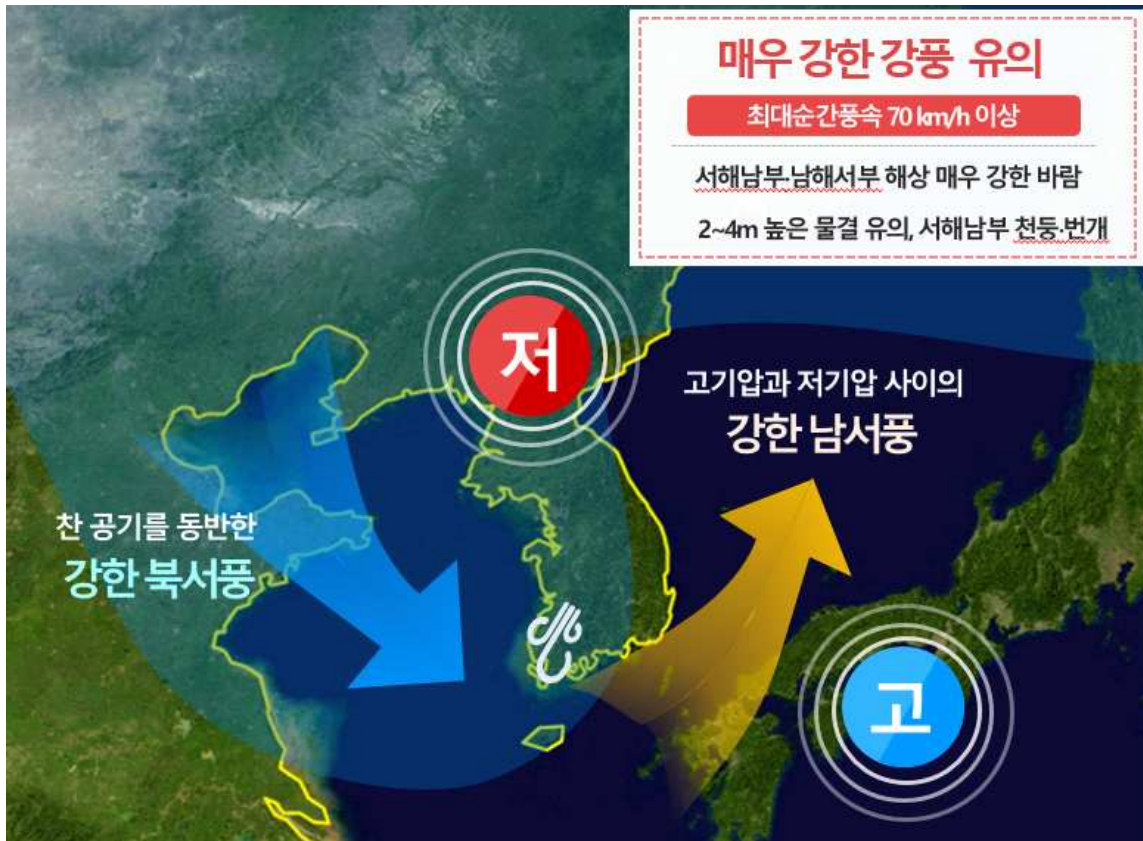 매우 강한 강풍 유의
최대순간풍속 70 km/h 이상
서해남부·남해서부 해상 매우 강한 바람
2~4m 높은 물결 유의, 서해남부 천둥·번개
저
고기압과 저기압 사이의
강한 남서풍
찬 공기를 동반한
강한 북서풍
고